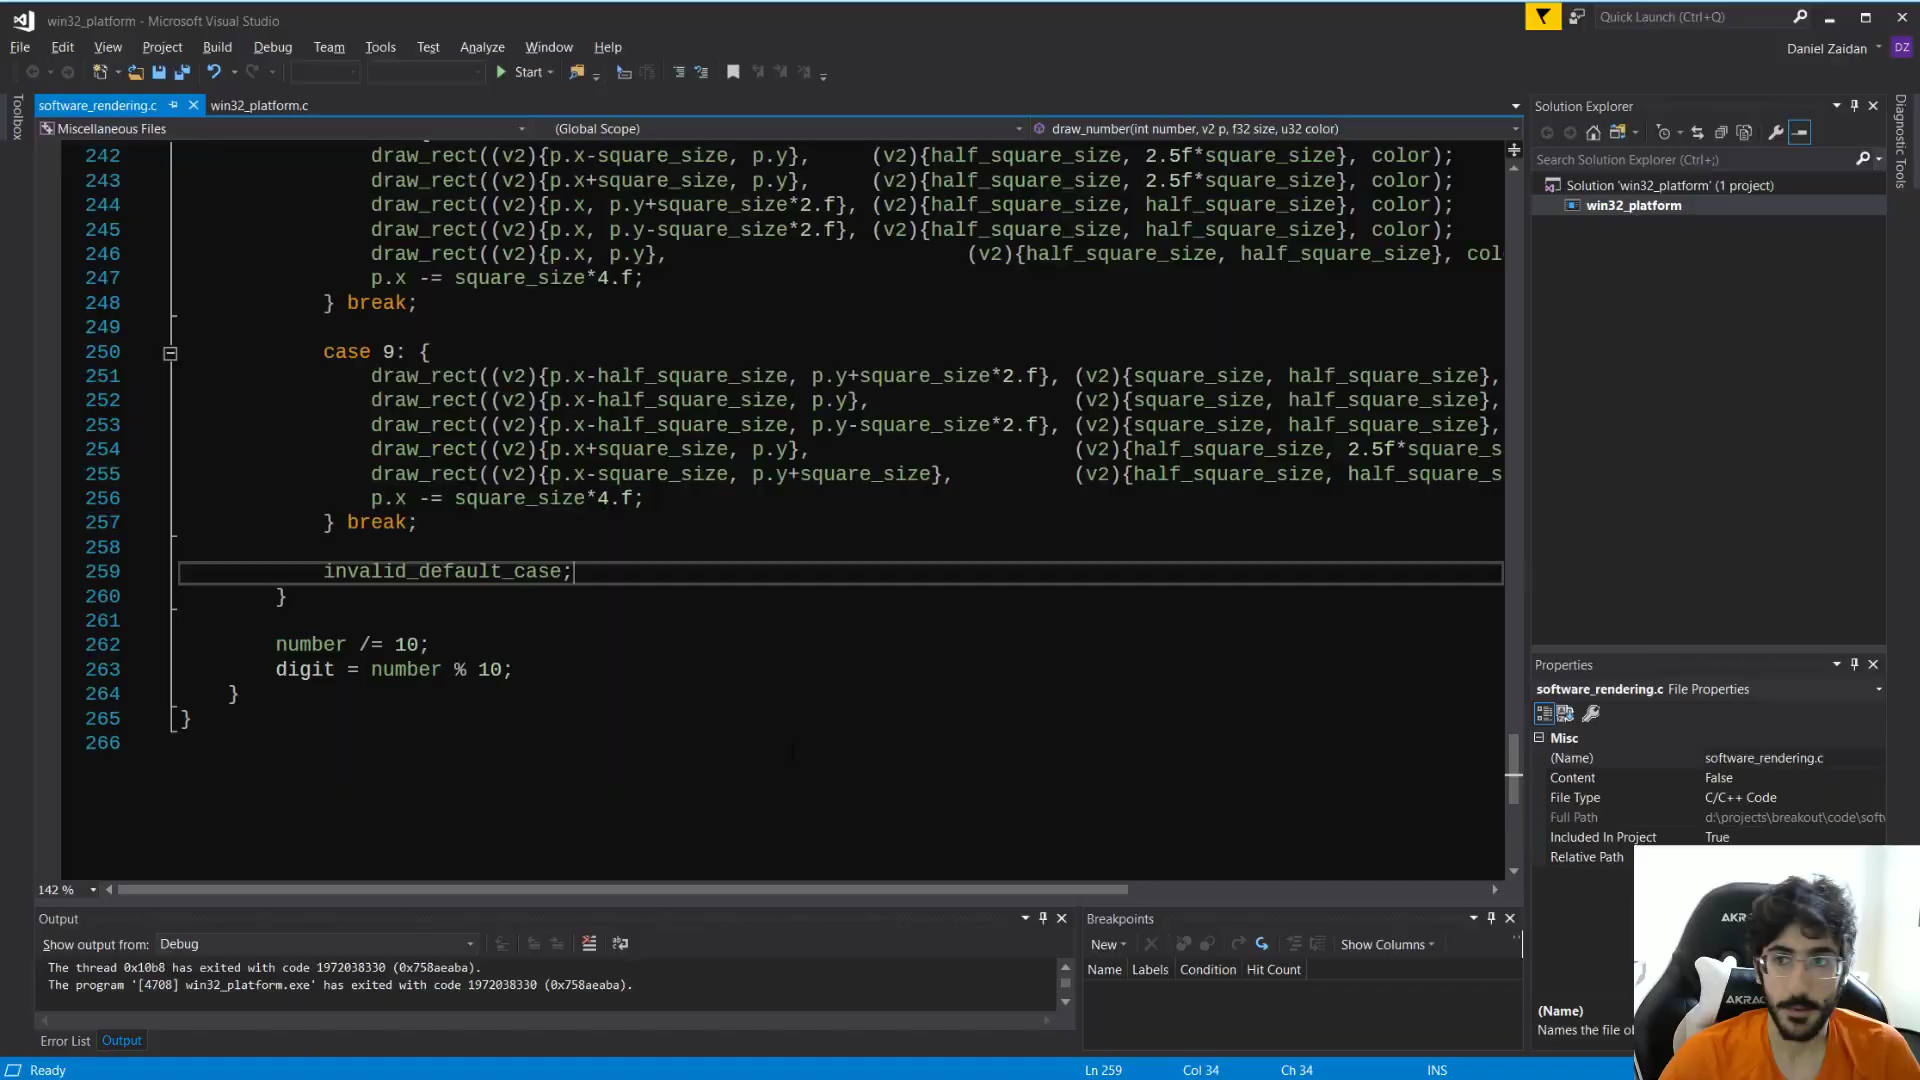 win32_platform - Microsoft Visual Studio
Quick Launch (Ctrl+Q)
File Edit View Project Build Debug Team Tools Test Analyze Window Help
Daniel Zaidan DZ
Start
Toolbox
software_rendering.c win32_platform.c
Miscellaneous Files (Global Scope) draw_number(int number, v2 p, f32 size, u32 color)
242 draw_rect((v2){p.x-square_size, p.y}, (v2){half_square_size, 2.5f*square_size}, color);
243 draw_rect((v2){p.x+square_size, p.y}, (v2){half_square_size, 2.5f*square_size}, color);
244 draw_rect((v2){p.x, p.y+square_size*2.f}, (v2){half_square_size, half_square_size}, color);
245 draw_rect((v2){p.x, p.y-square_size*2.f}, (v2){half_square_size, half_square_size}, color);
246 draw_rect((v2){p.x, p.y}, (v2){half_square_size, half_square_size}, col
247 p.x -= square_size*4.f;
248 } break;
249
250 case 9: {
251 draw_rect((v2){p.x-half_square_size, p.y+square_size*2.f}, (v2){square_size, half_square_size},
252 draw_rect((v2){p.x-half_square_size, p.y}, (v2){square_size, half_square_size},
253 draw_rect((v2){p.x-half_square_size, p.y-square_size*2.f}, (v2){square_size, half_square_size},
254 draw_rect((v2){p.x+square_size, p.y}, (v2){half_square_size, 2.5f*square_s
255 draw_rect((v2){p.x-square_size, p.y+square_size}, (v2){half_square_size, half_square_s
256 p.x -= square_size*4.f;
257 } break;
258
259 invalid_default_case;
260 }
261
262 number /= 10;
263 digit = number % 10;
264 }
265 }
266
142 %
Solution Explorer
Search Solution Explorer (Ctrl+;)
Solution 'win32_platform' (1 project)
win32_platform
Diagnostic Tools
Properties
software_rendering.c File Properties
Misc
(Name) software_rendering.c
Content False
File Type C/C++ Code
Full Path d:\projects\breakout\code\soft
Included In Project True
Relative Path
(Name)
Names the file o
Output
Show output from: Debug
The thread 0x10b8 has exited with code 1972038330 (0x758aeaba).
The program '[4708] win32_platform.exe' has exited with code 1972038330 (0x758aeaba).
Error List Output
Breakpoints
New Show Columns
Name Labels Condition Hit Count
AKR
AKRAC
Ready Ln 259 Col 34 Ch 34 INS